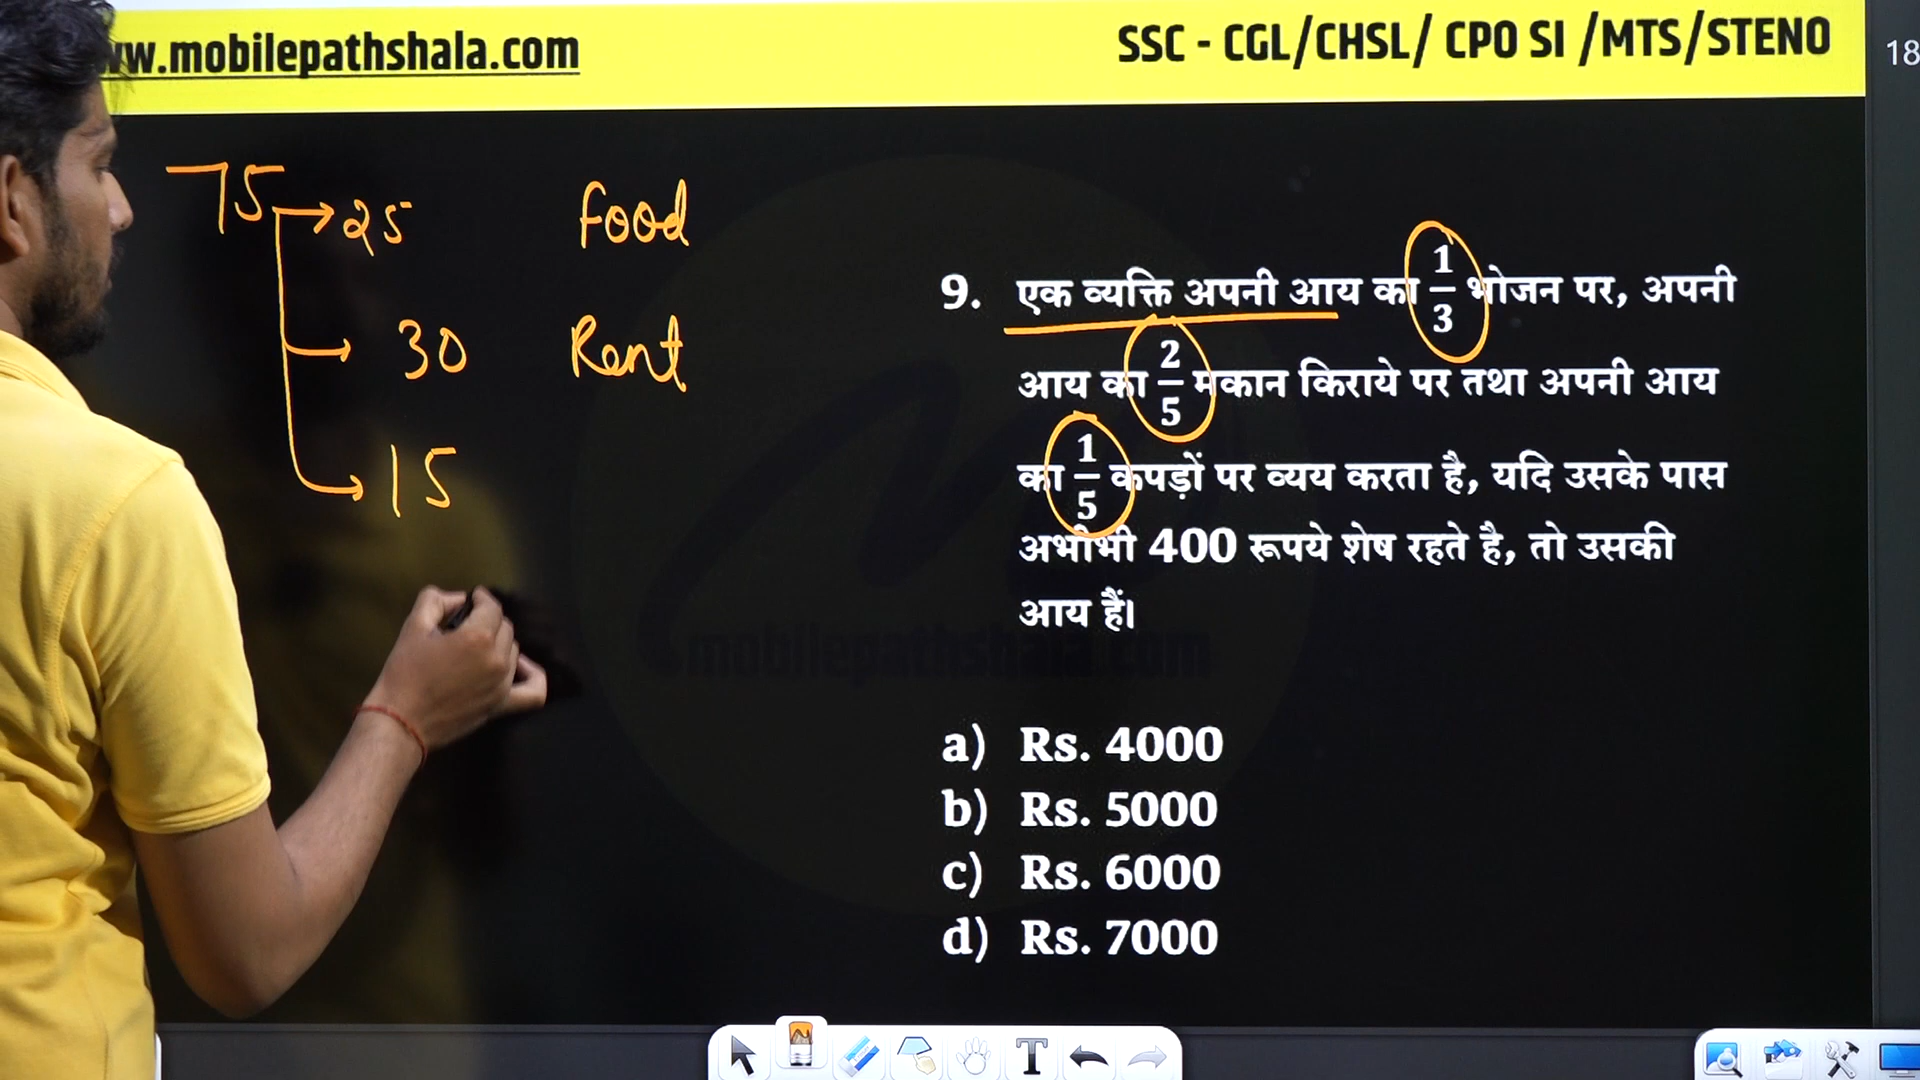 ww.mobilepathshala.com
SSC - CGL/CHSL/ CPO SI /MTS/STENO
18
75 → 25 Food
→ 30 Rent
→ 15
9. एक व्यक्ति अपनी आय का 1/3 भोजन पर, अपनी
आय का 2/5 मकान किराये पर तथा अपनी आय
का 1/5 कपड़ों पर व्यय करता है, यदि उसके पास
अभीभी 400 रूपये शेष रहते है, तो उसकी
आय हैं।
mobilepathshala.com
a) Rs. 4000
b) Rs. 5000
c) Rs. 6000
d) Rs. 7000
T